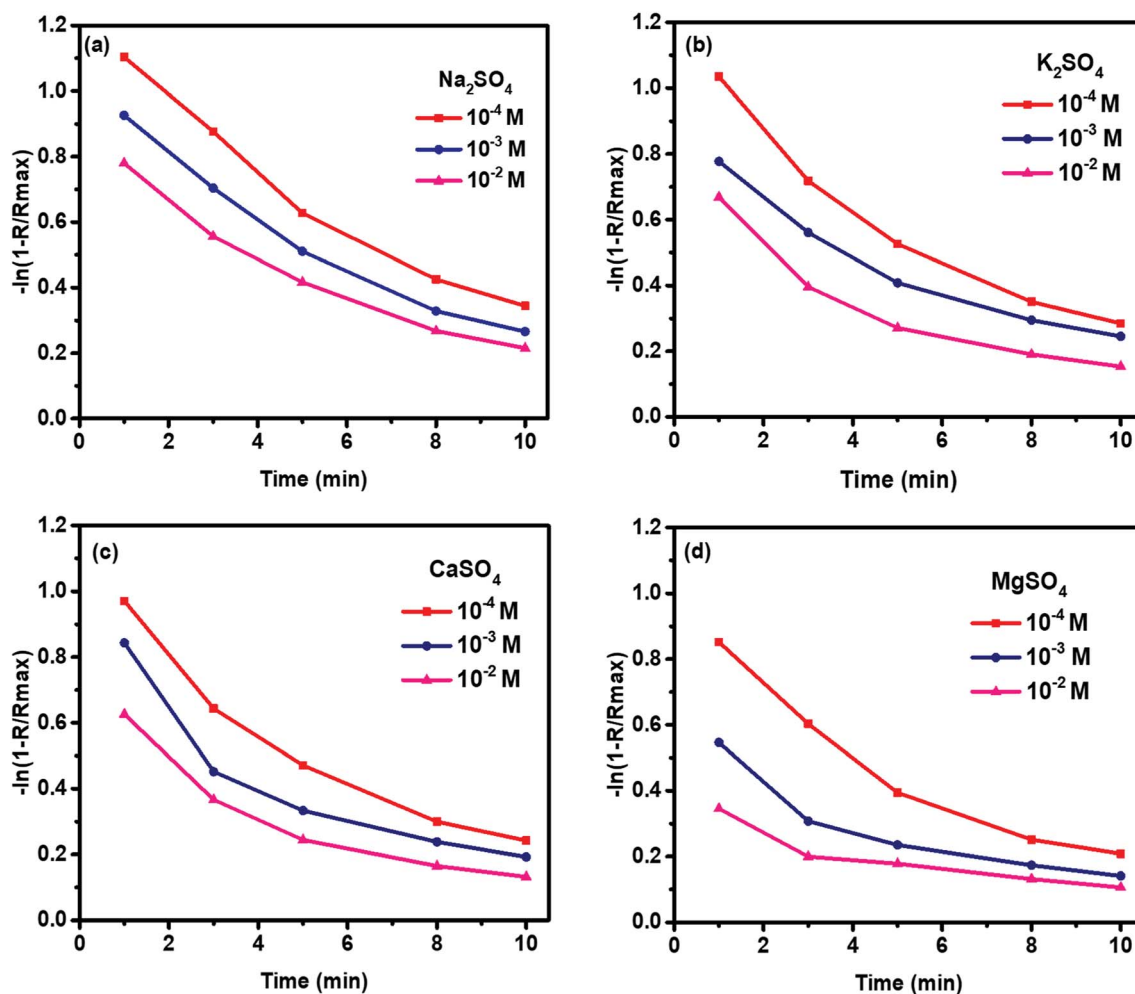 (a)
Na₂SO₄
10⁻⁴ M
10⁻³ M
10⁻² M
-ln(1-R/Rmax)
1.2
1.0
0.8
0.6
0.4
0.2
0.0
0 2 4 6 8 10
Time (min)
(b)
K₂SO₄
10⁻⁴ M
10⁻³ M
10⁻² M
-ln(1-R/Rmax)
1.2
1.0
0.8
0.6
0.4
0.2
0.0
0 2 4 6 8 10
Time (min)
(c)
CaSO₄
10⁻⁴ M
10⁻³ M
10⁻² M
-ln(1-R/Rmax)
1.2
1.0
0.8
0.6
0.4
0.2
0.0
0 2 4 6 8 10
Time (min)
(d)
MgSO₄
10⁻⁴ M
10⁻³ M
10⁻² M
-ln(1-R/Rmax)
1.2
1.0
0.8
0.6
0.4
0.2
0.0
0 2 4 6 8 10
Time (min)